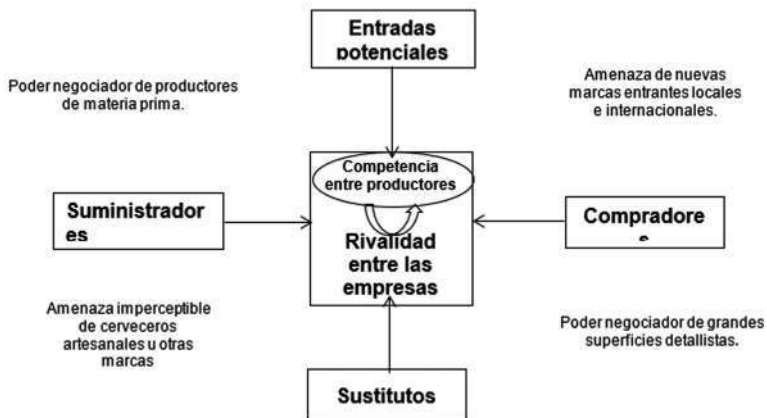 Entradas
potenciales
Poder negociador de productores
de materia prima.
Amenaza de nuevas
marcas entrantes locales
e internacionales.
Competencia
entre productores
Suministrador
es
Rivalidad
entre las
empresas
Compradore
s
Amenaza imperceptible
de cerveceros
artesanales u otras
marcas
Poder negociador de grandes
superficies detallistas.
Sustitutos